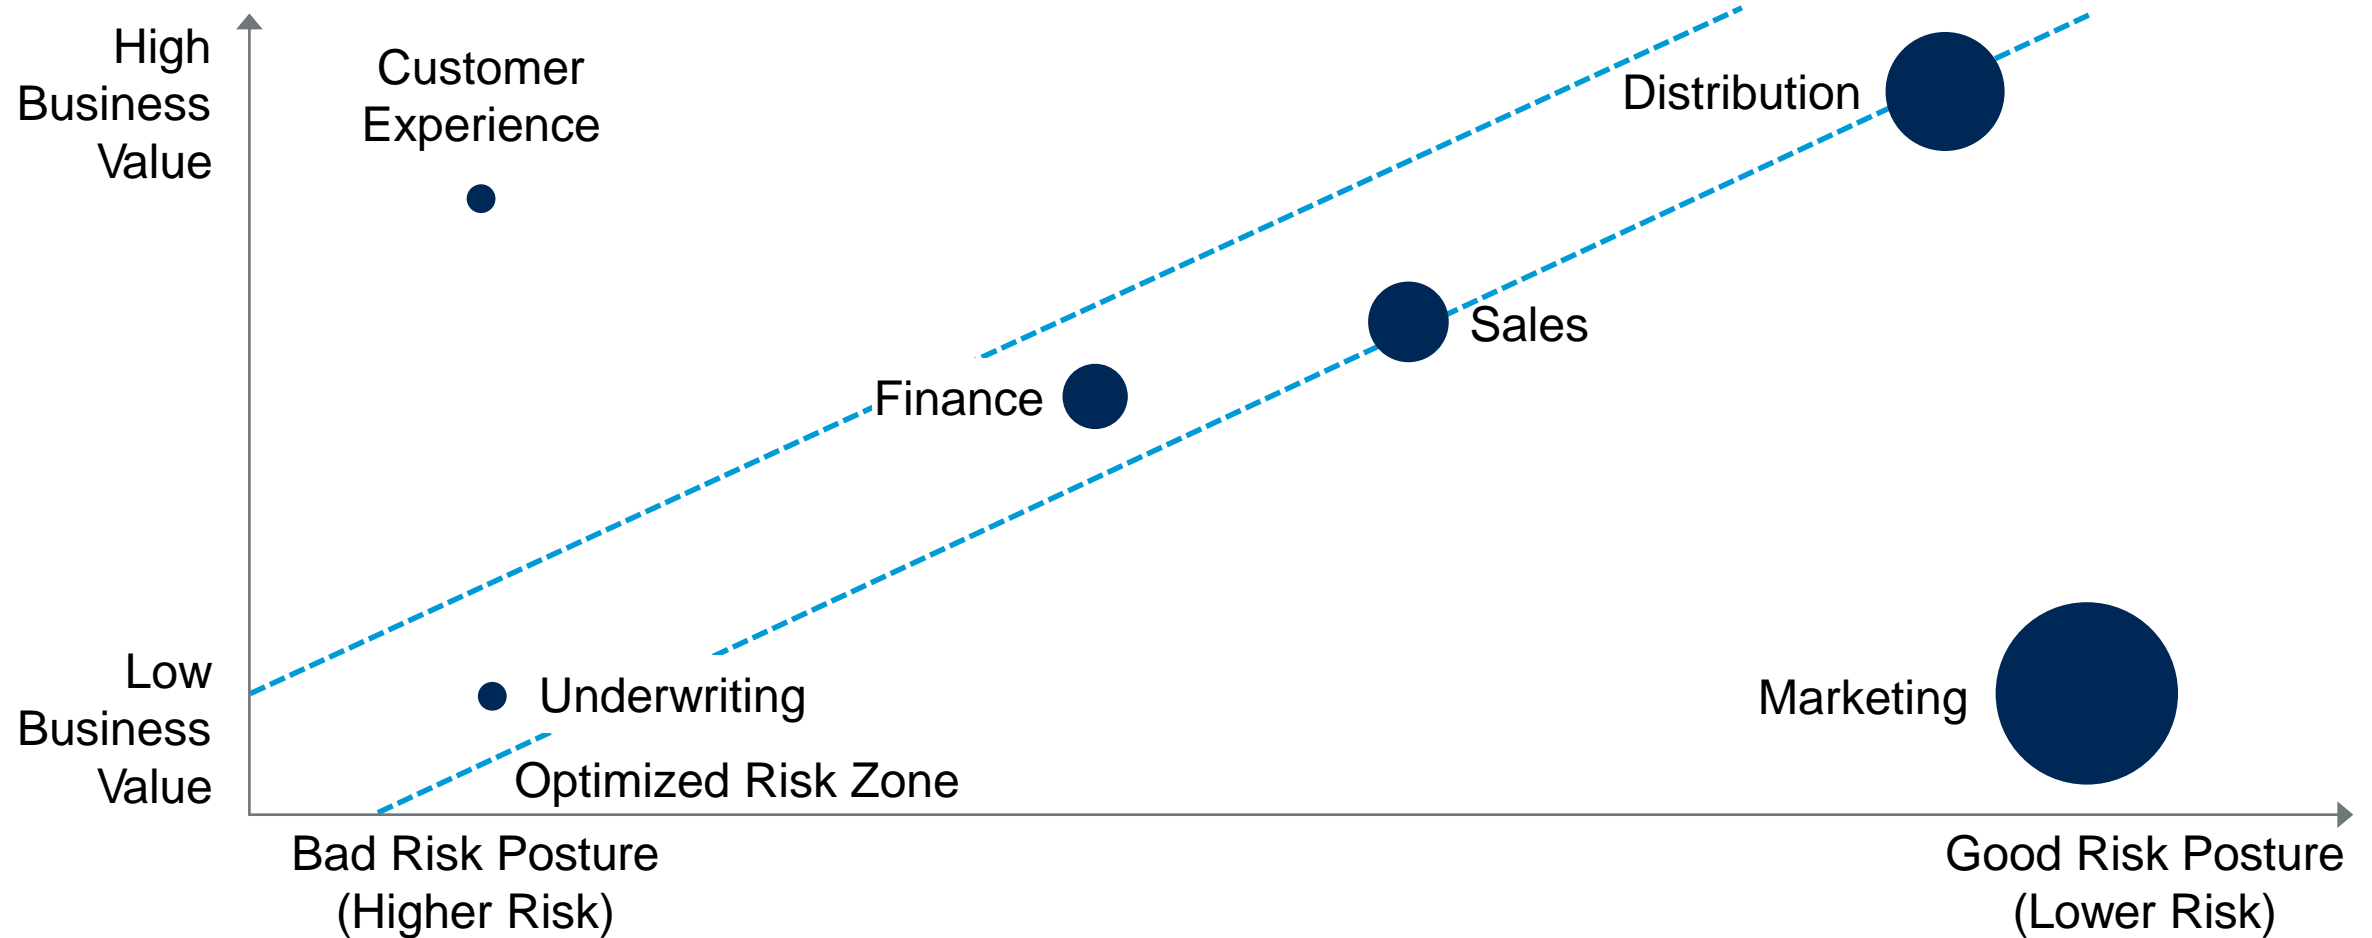 High
Business
Value
Customer
Experience
Distribution
Sales
Finance
Low
Business
Value
Underwriting
Marketing
Optimized Risk Zone
Bad Risk Posture
(Higher Risk)
Good Risk Posture
(Lower Risk)